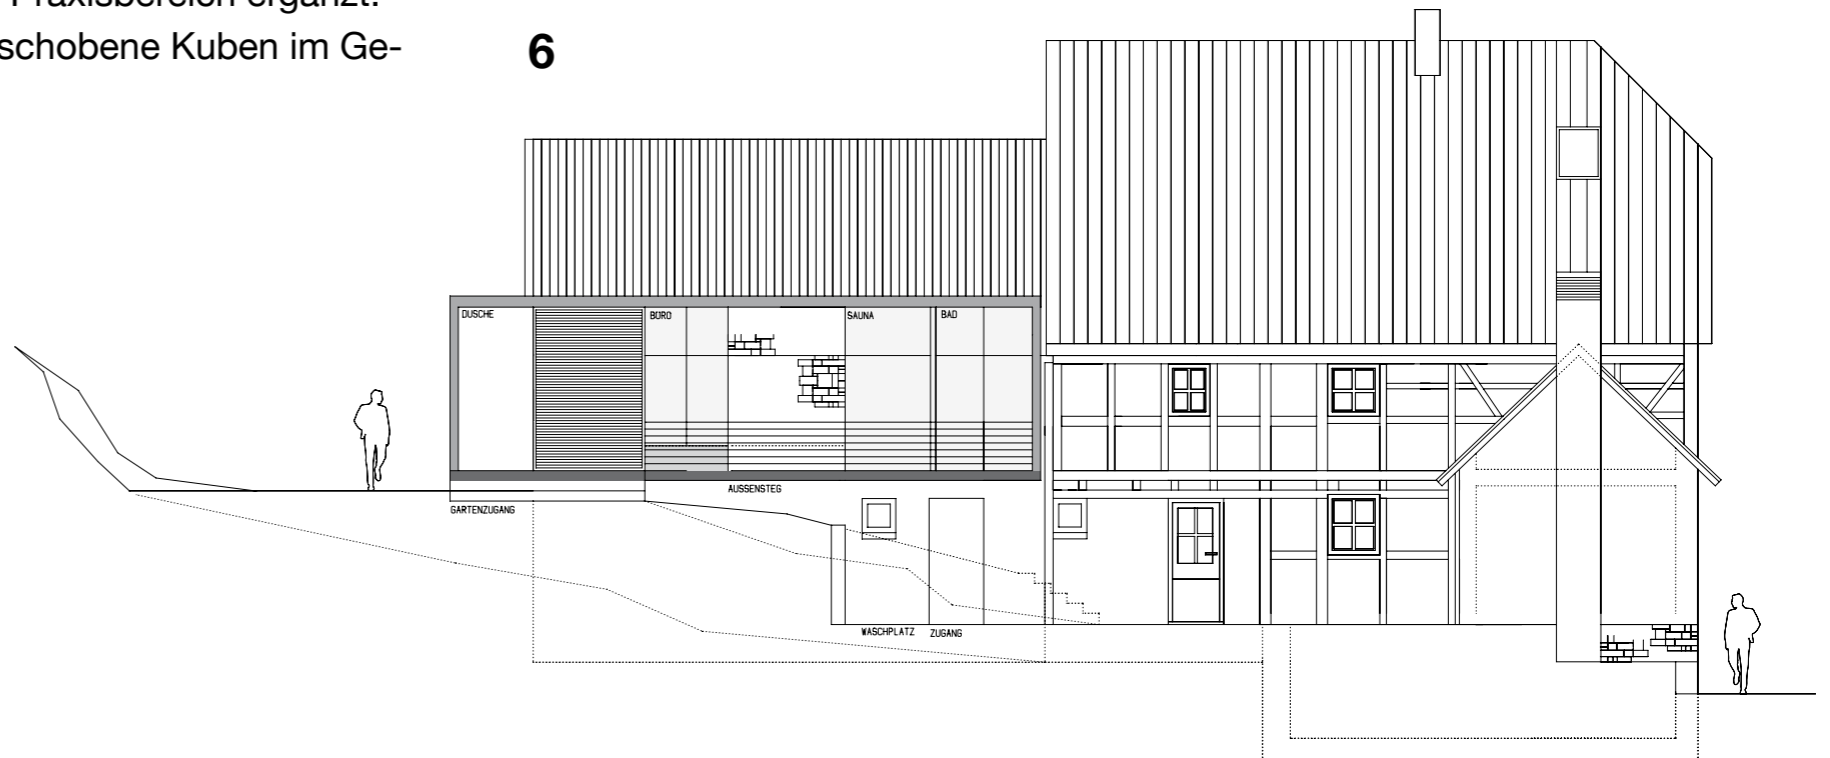 Praxisbereich ergänzt.
schobene Kuben im Ge-
6
DUSCHE
BÜRO
SAUNA
BAD
AUSSENSTEG
GARTENZUGANG
WASCHPLATZ
ZUGANG